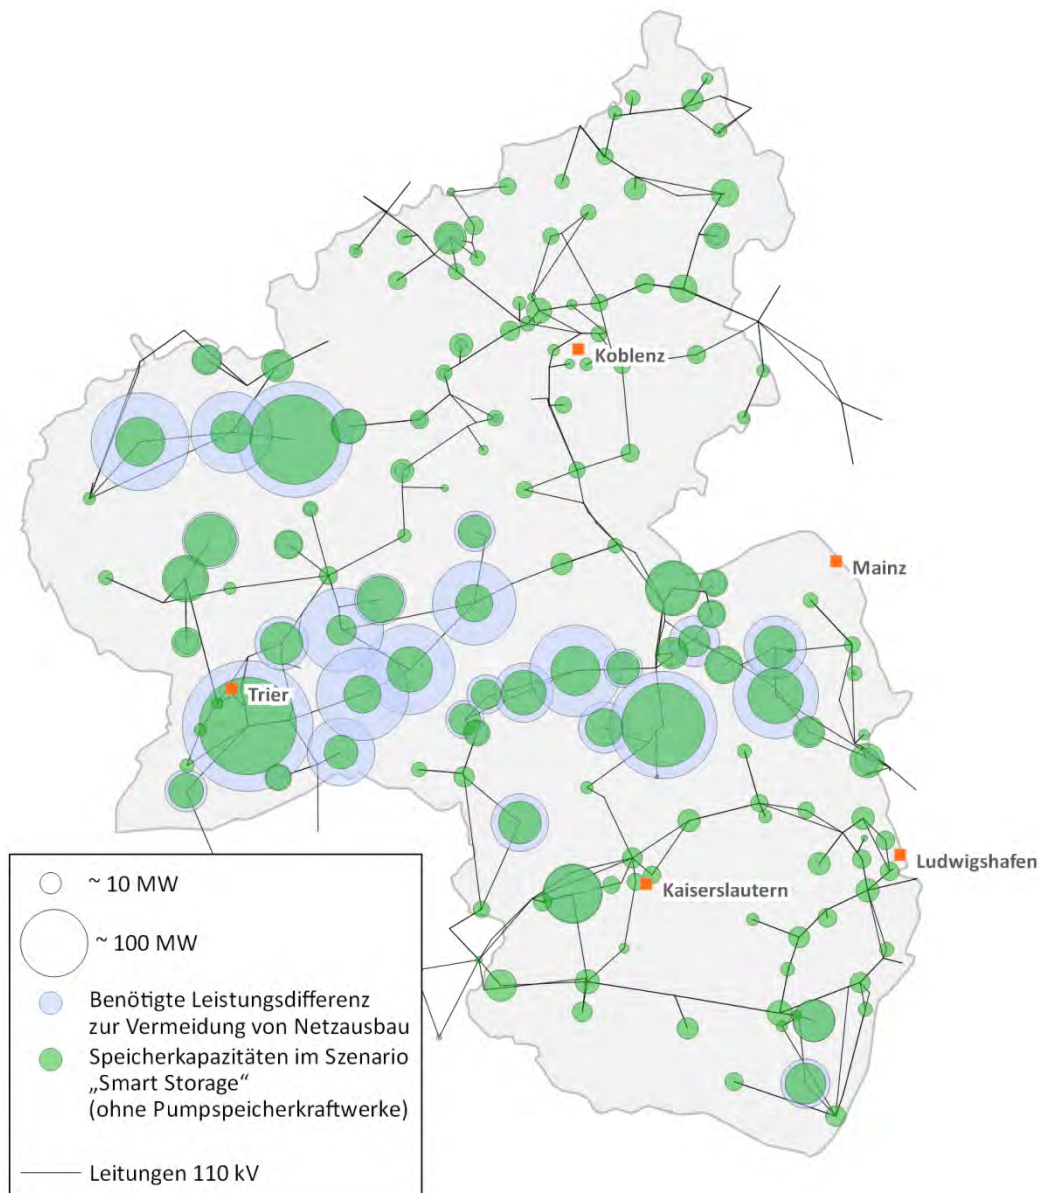 Koblenz
Mainz
Trier
Ludwigshafen
Kaiserslautern
~ 10 MW
~ 100 MW
Benötigte Leistungsdifferenz
zur Vermeidung von Netzausbau
Speicherkapazitäten im Szenario
„Smart Storage“
(ohne Pumpspeicherkraftwerke)
Leitungen 110 kV